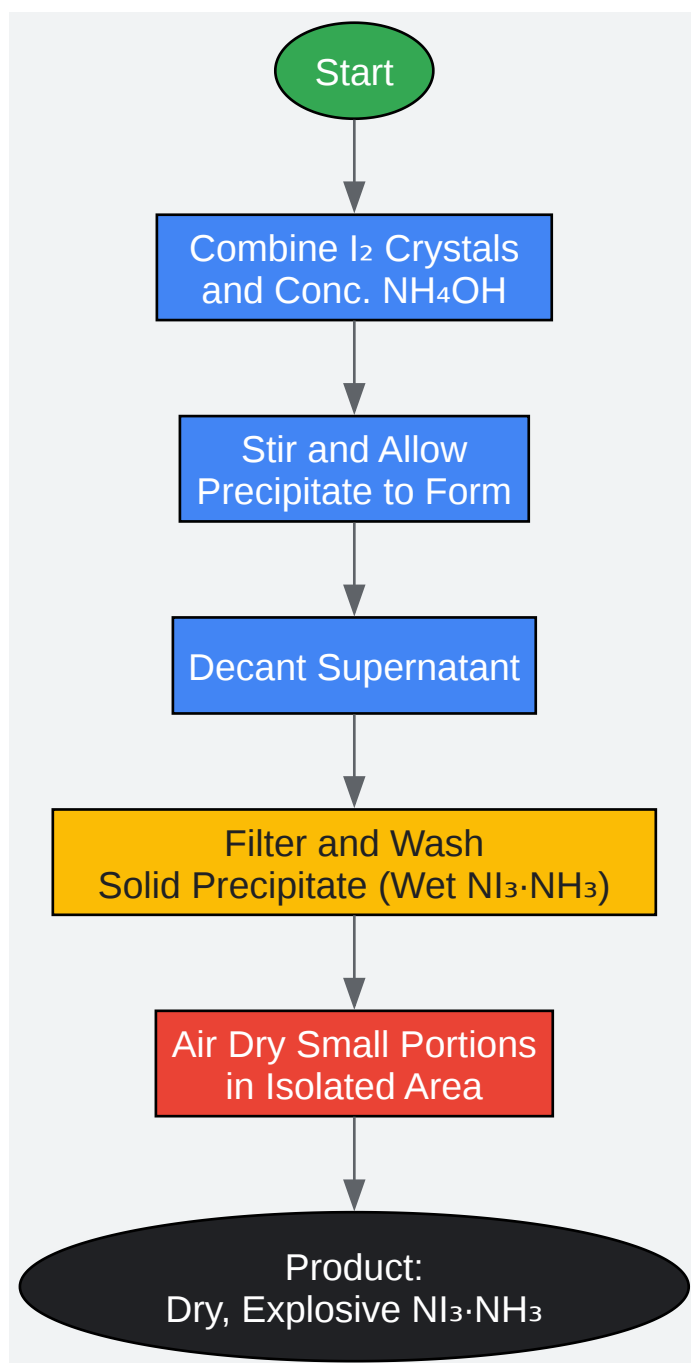 Start
Combine I₂ Crystals
and Conc. NH₄OH
Stir and Allow
Precipitate to Form
Decant Supernatant
Filter and Wash
Solid Precipitate (Wet NI₃·NH₃)
Air Dry Small Portions
in Isolated Area
Product:
Dry, Explosive NI₃·NH₃